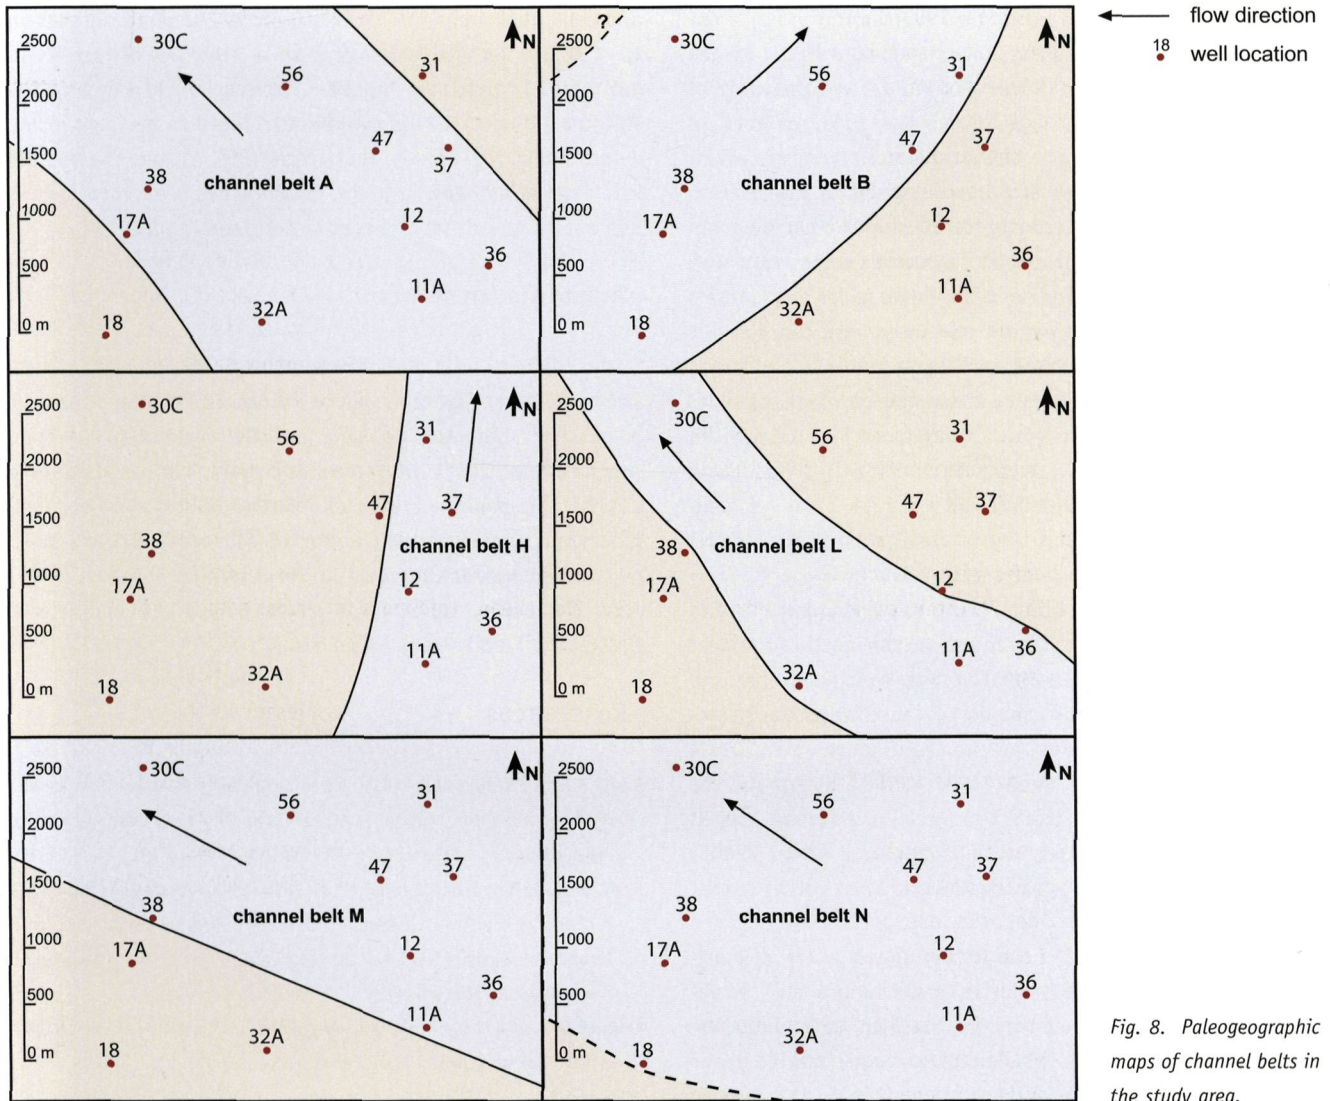 flow direction
18
well location
2500
2000
1500
1000
500
0 m
30C
N
56
31
47
37
38
channel belt A
17A
12
36
11A
32A
18
?
2500
2000
1500
1000
500
0 m
30C
N
56
31
47
37
38
channel belt B
17A
12
36
11A
32A
18
2500
2000
1500
1000
500
0 m
30C
N
56
31
47
37
38
channel belt H
17A
12
36
11A
32A
18
2500
2000
1500
1000
500
0 m
30C
N
56
31
47
37
38
channel belt L
17A
12
36
11A
32A
18
2500
2000
1500
1000
500
0 m
30C
N
56
31
47
37
38
channel belt M
17A
12
36
11A
32A
18
2500
2000
1500
1000
500
0 m
30C
N
56
31
47
37
38
channel belt N
17A
12
36
11A
32A
18
Fig. 8. Paleogeographic
maps of channel belts in
the study area.